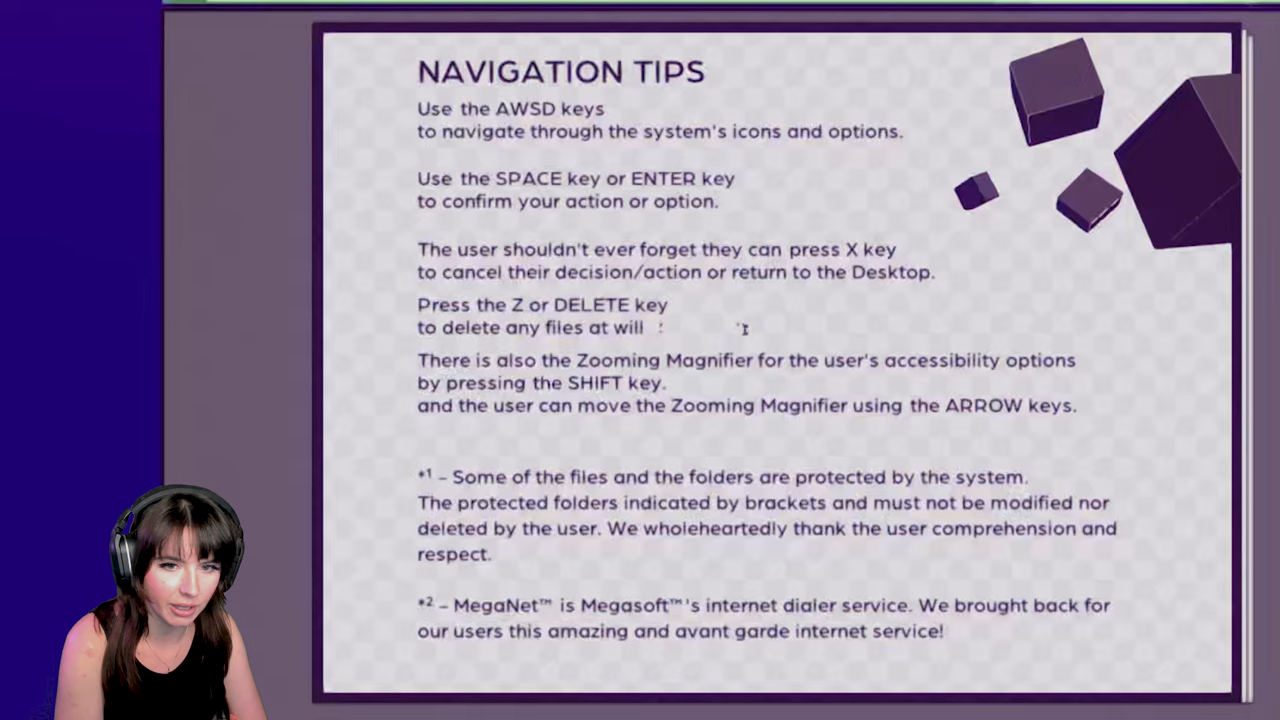 NAVIGATION TIPS
Use the AWSD keys
to navigate through the system's icons and options.
Use the SPACE key or ENTER key
to confirm your action or option.
The user shouldn't ever forget they can press X key
to cancel their decision/action or return to the Desktop.
Press the Z or DELETE key
to delete any files at will
There is also the Zooming Magnifier for the user's accessibility options
by pressing the SHIFT key.
and the user can move the Zooming Magnifier using the ARROW keys.
*¹ - Some of the files and the folders are protected by the system.
The protected folders indicated by brackets and must not be modified nor
deleted by the user. We wholeheartedly thank the user comprehension and
respect.
*² - MegaNet™ is Megasoft™'s internet dialer service. We brought back for
our users this amazing and avant garde internet service!